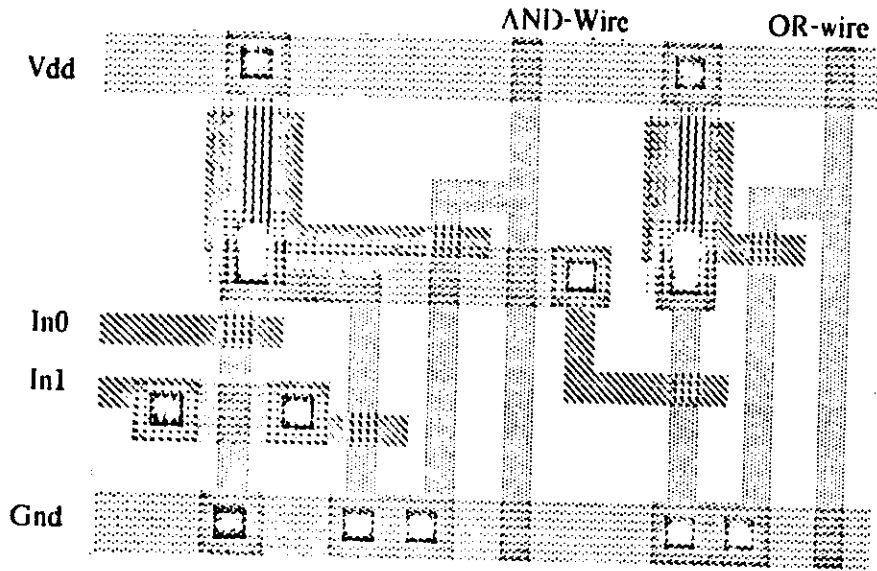 AND-Wire
OR-wire
Vdd
In0
In1
Gnd